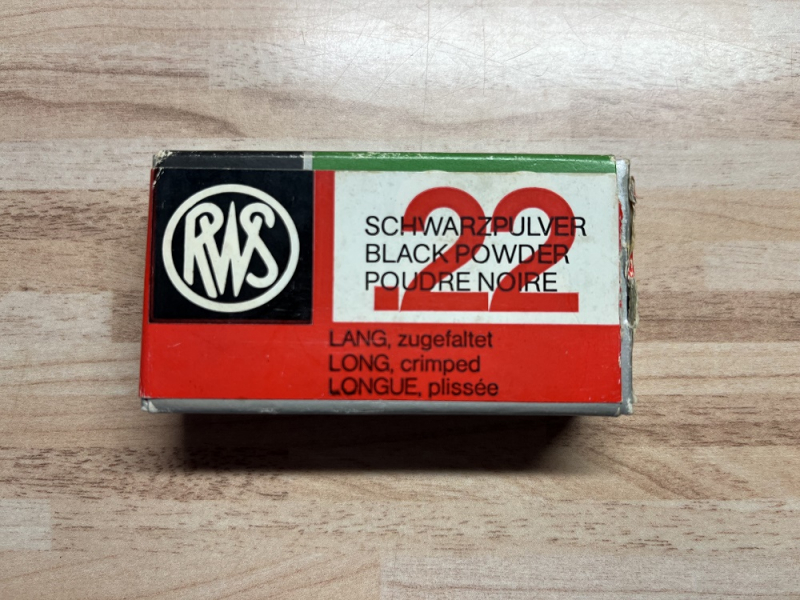 RWS
.22
SCHWARZPULVER
BLACK POWDER
POUDRE NOIRE
LANG, zugefaltet
LONG, crimped
LONGUE, plissée